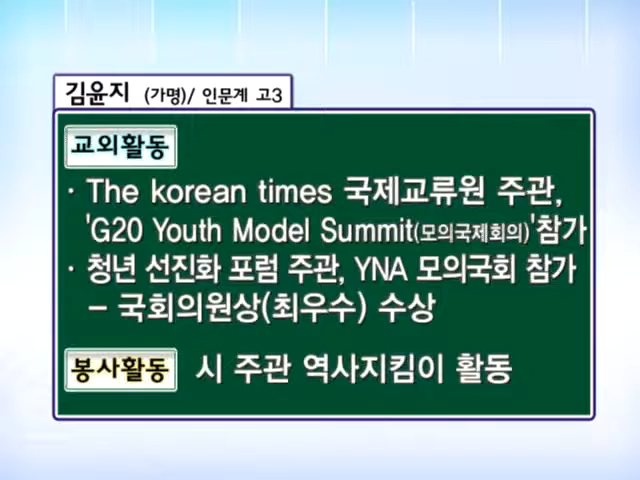 김윤지 (가명)/ 인문계 고3
교외활동
· The korean times 국제교류원 주관,
'G20 Youth Model Summit(모의국제회의)'참가
· 청년 선진화 포럼 주관, YNA 모의국회 참가
– 국회의원상(최우수) 수상
봉사활동 시 주관 역사지킴이 활동